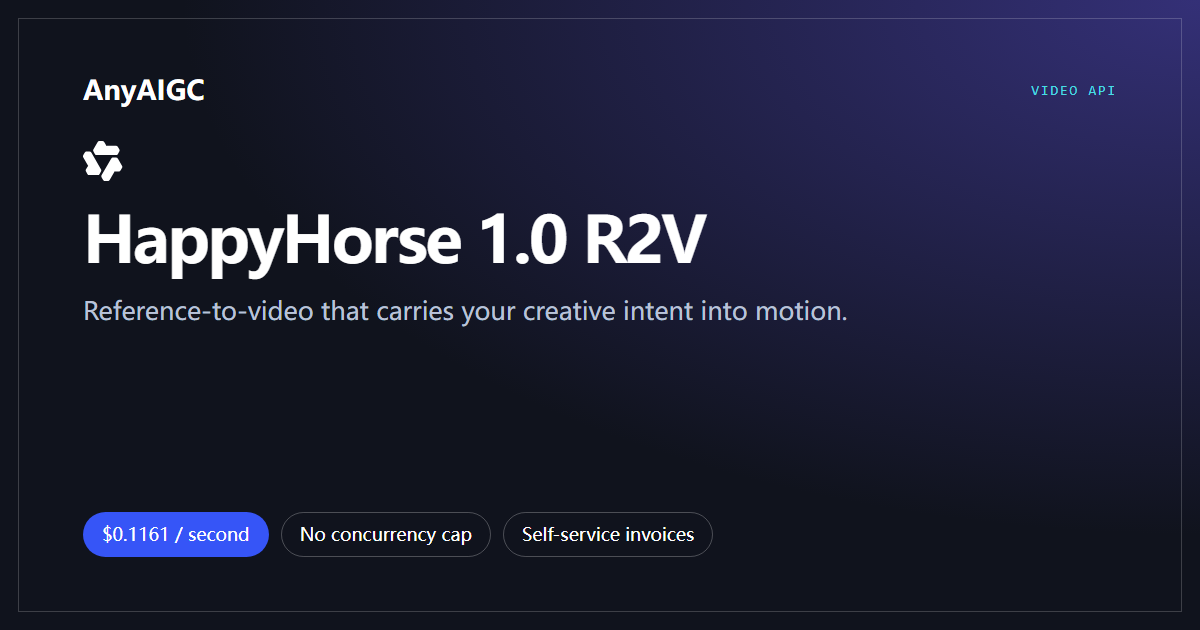 AnyAIGC
VIDEO API
HappyHorse 1.0 R2V
Reference-to-video that carries your creative intent into motion.
$0.1161 / second
No concurrency cap
Self-service invoices